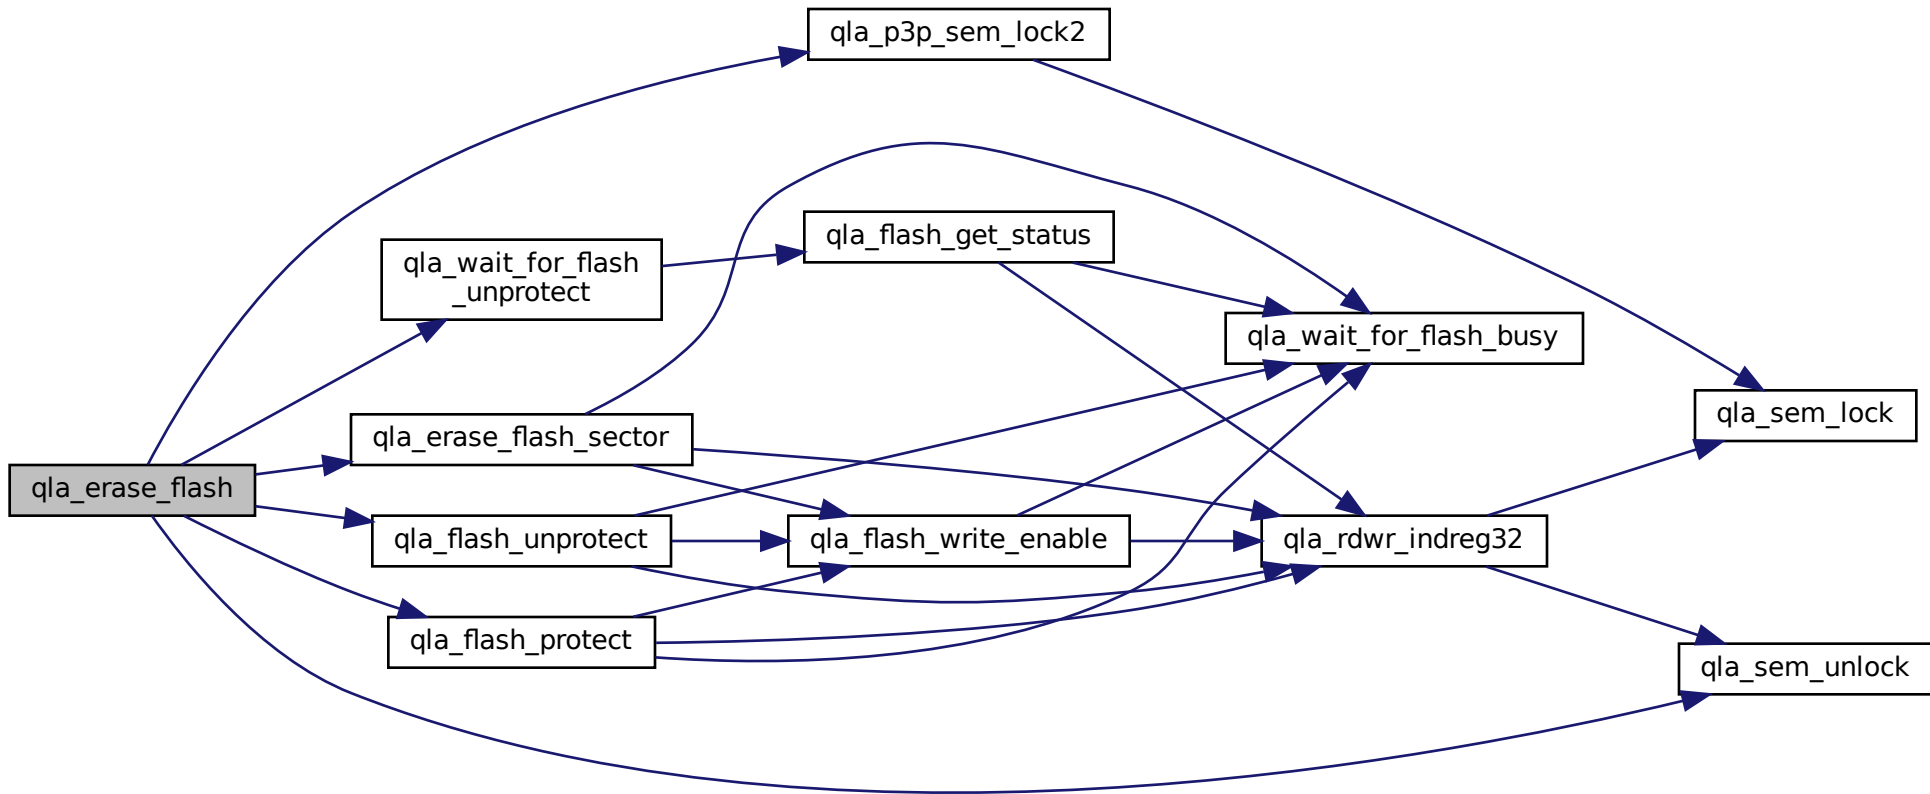 qla_p3p_sem_lock2
qla_flash_get_status
qla_wait_for_flash
_unprotect
qla_wait_for_flash_busy
qla_sem_lock
qla_erase_flash_sector
qla_erase_flash
qla_flash_unprotect
qla_flash_write_enable
qla_rdwr_indreg32
qla_flash_protect
qla_sem_unlock